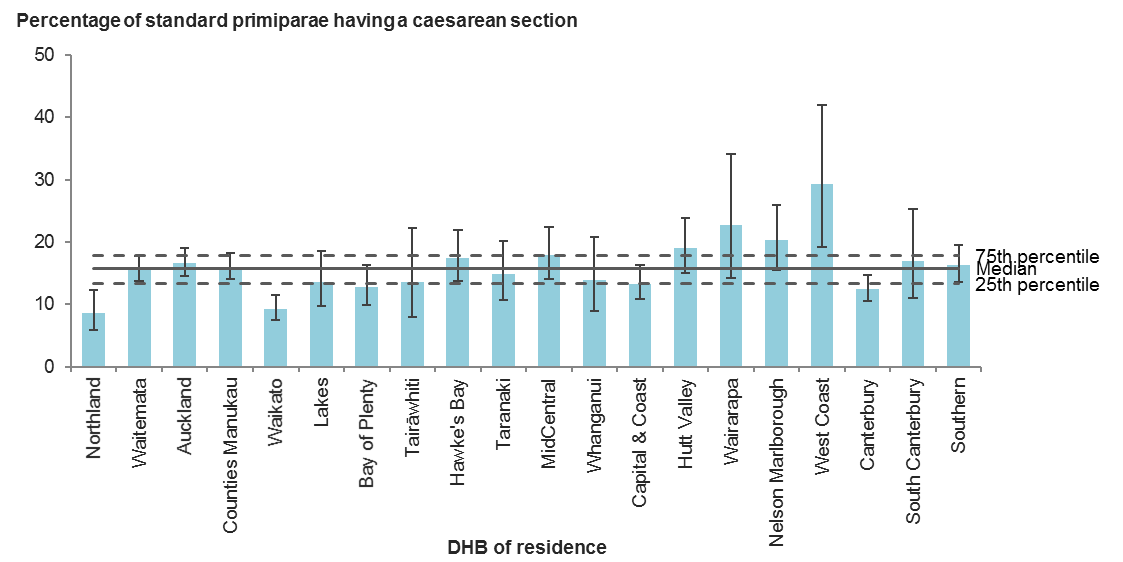 Percentage of standard primiparae having a caesarean section
50
40
30
20
10
0
75th percentile
Median
25th percentile
Northland
Waitemata
Auckland
Counties Manukau
Waikato
Lakes
Bay of Plenty
Tairāwhiti
Hawke's Bay
Taranaki
MidCentral
Whanganui
Capital & Coast
Hutt Valley
Wairarapa
Nelson Marlborough
West Coast
Canterbury
South Canterbury
Southern
DHB of residence